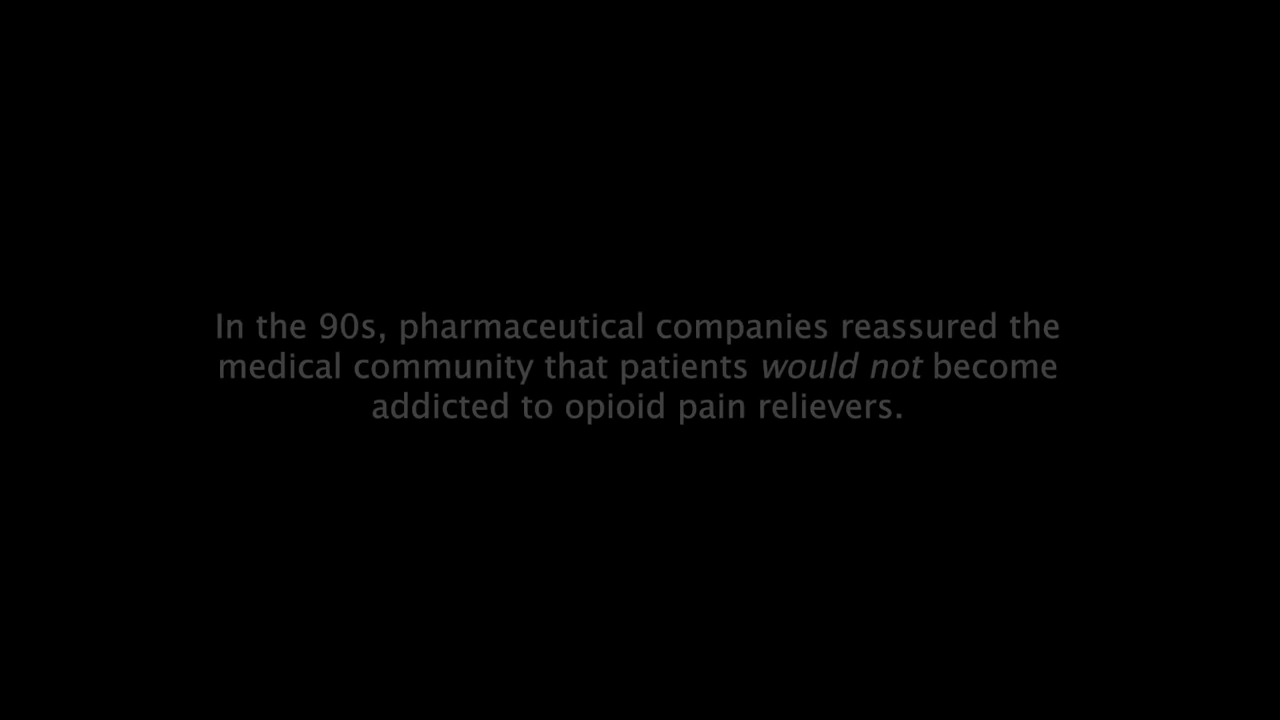 In the 90s, pharmaceutical companies reassured the
medical community that patients would not become
addicted to opioid pain relievers.